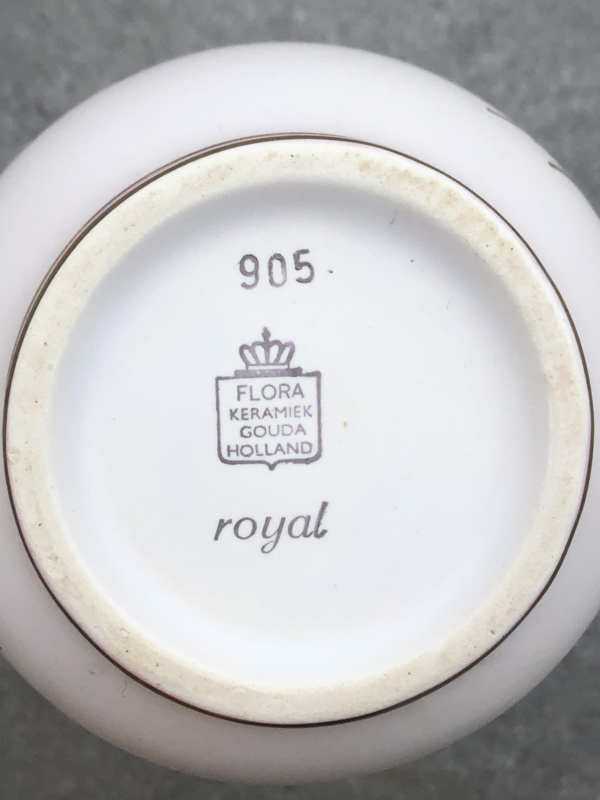 905
FLORA
KERAMIEK
GOUDA
HOLLAND
royal